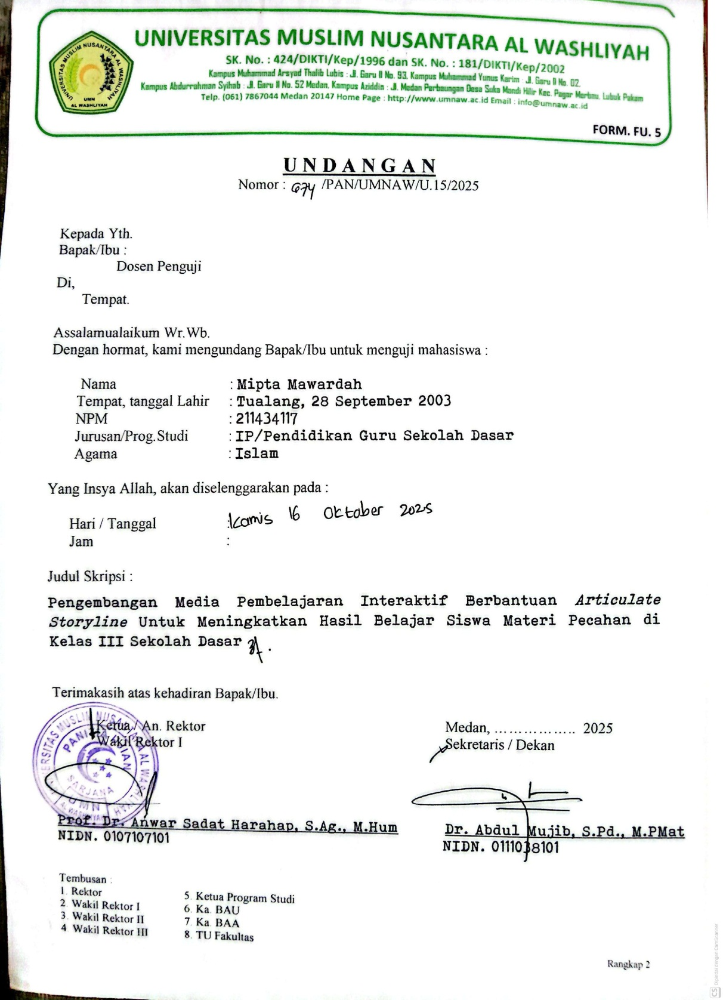 UNIVERSITAS MUSLIM NUSANTARA AL WASHLIYAH
SK. No. : 424/DIKTI/Kep/1996 dan SK. No. : 181/DIKTI/Kep/2002
Kampus Muhammad Arsyad Thalib Lubis : Jl. Garu II No. 93, Kampus Muhammad Yunus Karim : Jl. Garu II No. 02,
Kampus Abdurrahman Syihab : Jl. Garu II No. 52 Medan, Kampus Aziddin : Jl. Medan Perbaungan Desa Suka Mandi Hilir Kec. Pagar Merbau, Lubuk Pakam
Telp. (061) 7867044 Medan 20147 Home Page : http://www.umnaw.ac.id Email : info@umnaw.ac.id
UNIVERSITAS MUSLIM NUSANTARA AL WASHLIYAH
UMN
AL WASHLIYAH
FORM. FU. 5
UNDANGAN
Nomor : 674 /PAN/UMNAW/U.15/2025
Kepada Yth.
Bapak/Ibu :
Dosen Penguji
Di,
Tempat.
Assalamualaikum Wr.Wb.
Dengan hormat, kami mengundang Bapak/Ibu untuk menguji mahasiswa :
Nama : Mipta Mawardah
Tempat, tanggal Lahir : Tualang, 28 September 2003
NPM : 211434117
Jurusan/Prog.Studi : IP/Pendidikan Guru Sekolah Dasar
Agama : Islam
Yang Insya Allah, akan diselenggarakan pada :
Hari / Tanggal : Kamis 16 Oktober 2025
Jam :
Judul Skripsi :
Pengembangan Media Pembelajaran Interaktif Berbantuan Articulate
Storyline Untuk Meningkatkan Hasil Belajar Siswa Materi Pecahan di
Kelas III Sekolah Dasar .
Terimakasih atas kehadiran Bapak/Ibu.
Ketua / An. Rektor
Wakil Rektor I
Medan, .................. 2025
Sekretaris / Dekan
Prof. Dr. Anwar Sadat Harahap, S.Ag., M.Hum
NIDN. 0107107101
Dr. Abdul Mujib, S.Pd., M.PMat
NIDN. 0111038101
Tembusan :
1. Rektor
2. Wakil Rektor I
3. Wakil Rektor II
4. Wakil Rektor III
5. Ketua Program Studi
6. Ka. BAU
7. Ka. BAA
8. TU Fakultas
Rangkap 2
CS Dipindai dengan CamScanner